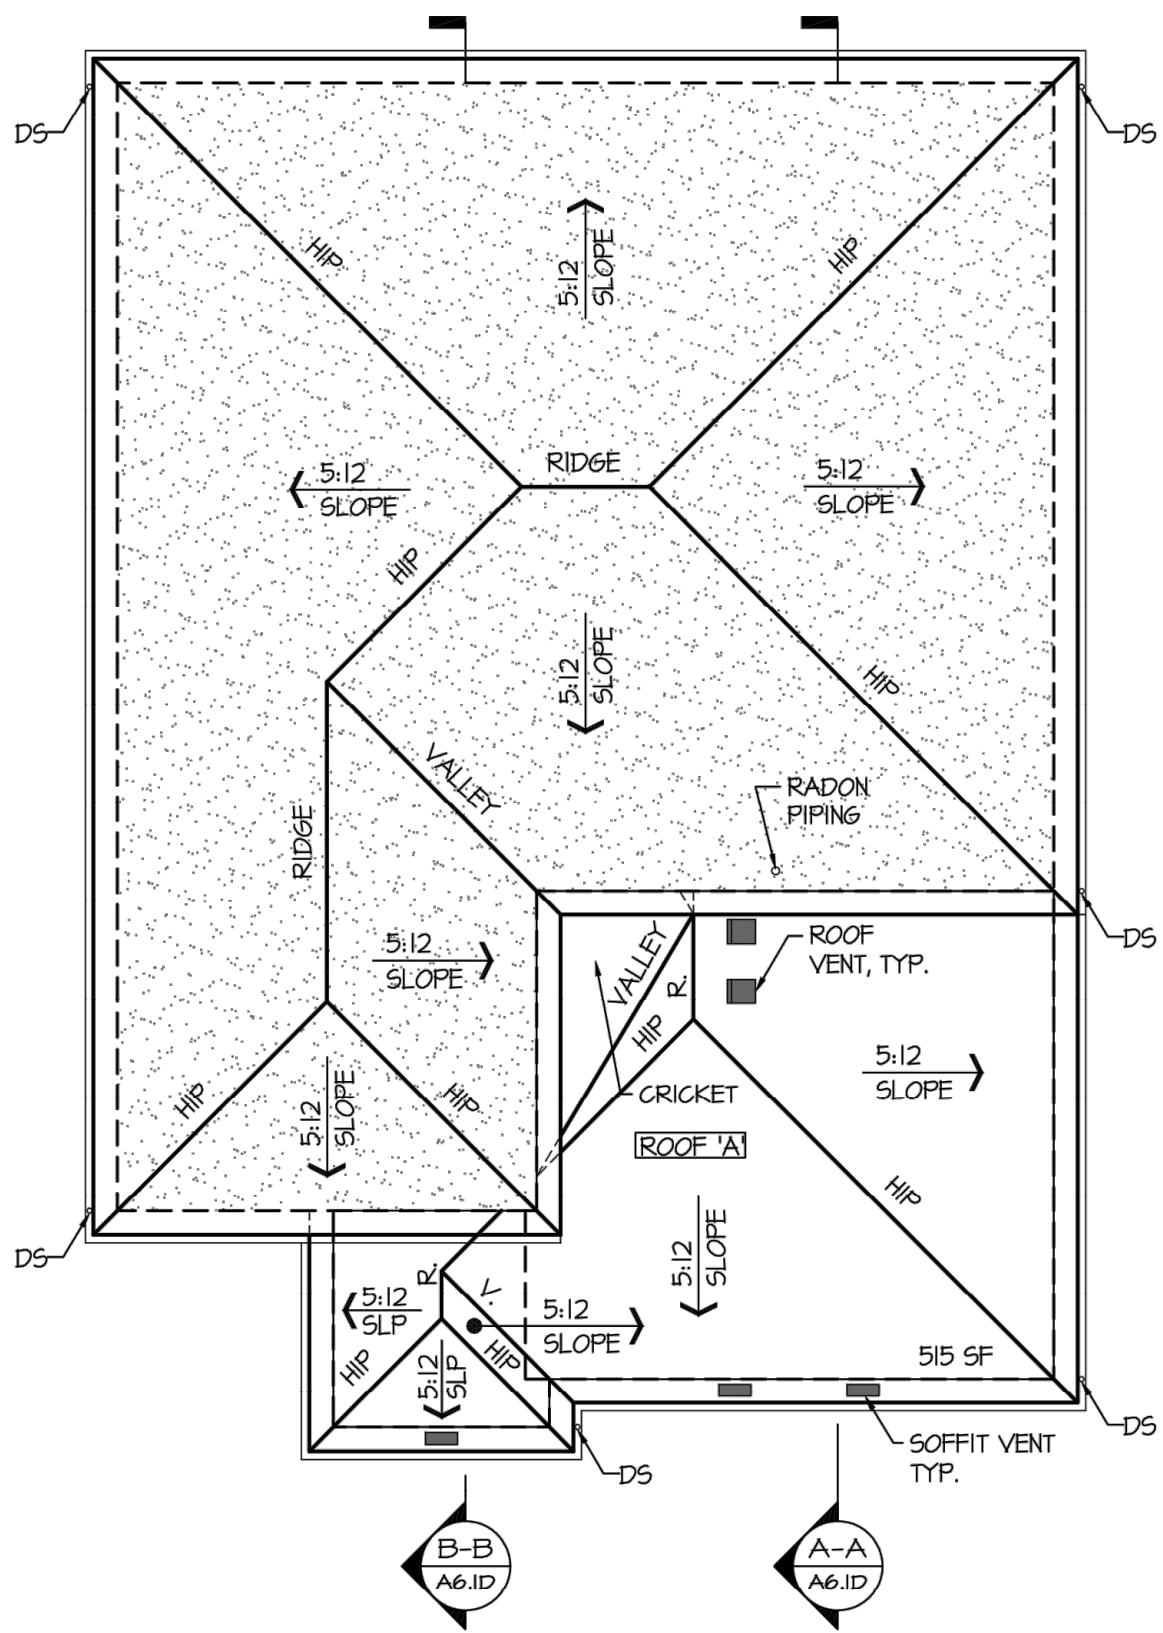 DS
DS
HIP
HIP
5:12
SLOPE
RIDGE
5:12
SLOPE
5:12
SLOPE
HIP
5:12
SLOPE
HIP
VALLEY
RADON
PIPING
RIDGE
DS
5:12
SLOPE
VALLEY
R.
ROOF
VENT, TYP.
HIP
5:12
SLOPE
HIP
HIP
5:12
SLOPE
CRICKET
ROOF 'A'
HIP
DS
5:12
SLOPE
R.
V.
5:12
SLP
5:12
SLOPE
HIP
5:12
SLP
HIP
515 SF
DS
SOFFIT VENT
TYP.
DS
B-B
A6.1D
A-A
A6.1D